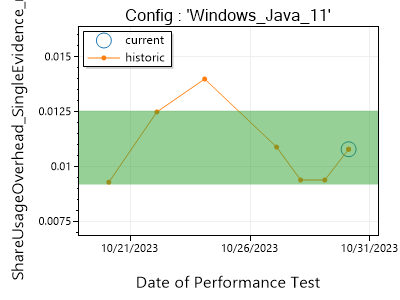 Config : 'Windows_Java_11'
current
historic
0.015
0.0125
0.01
0.0075
10/21/2023
10/26/2023
10/31/2023
Date of Performance Test
ShareUsageOverhead_SingleEvidence_